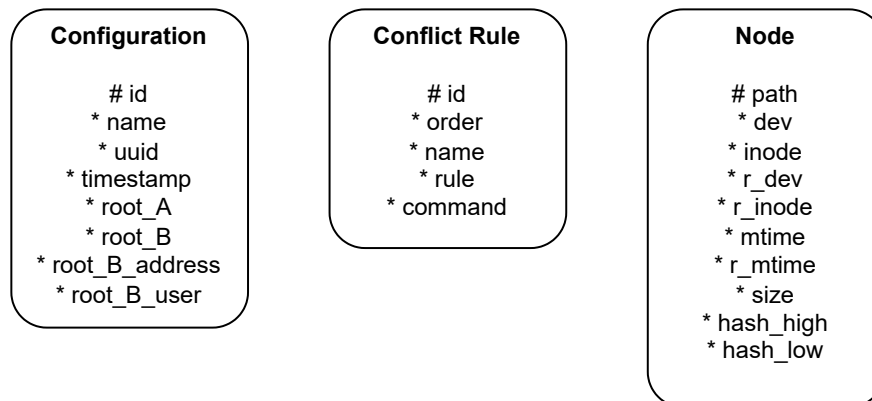 Configuration
# id
* name
* uuid
* timestamp
* root_A
* root_B
* root_B_address
* root_B_user
Conflict Rule
# id
* order
* name
* rule
* command
Node
# path
* dev
* inode
* r_dev
* r_inode
* mtime
* r_mtime
* size
* hash_high
* hash_low